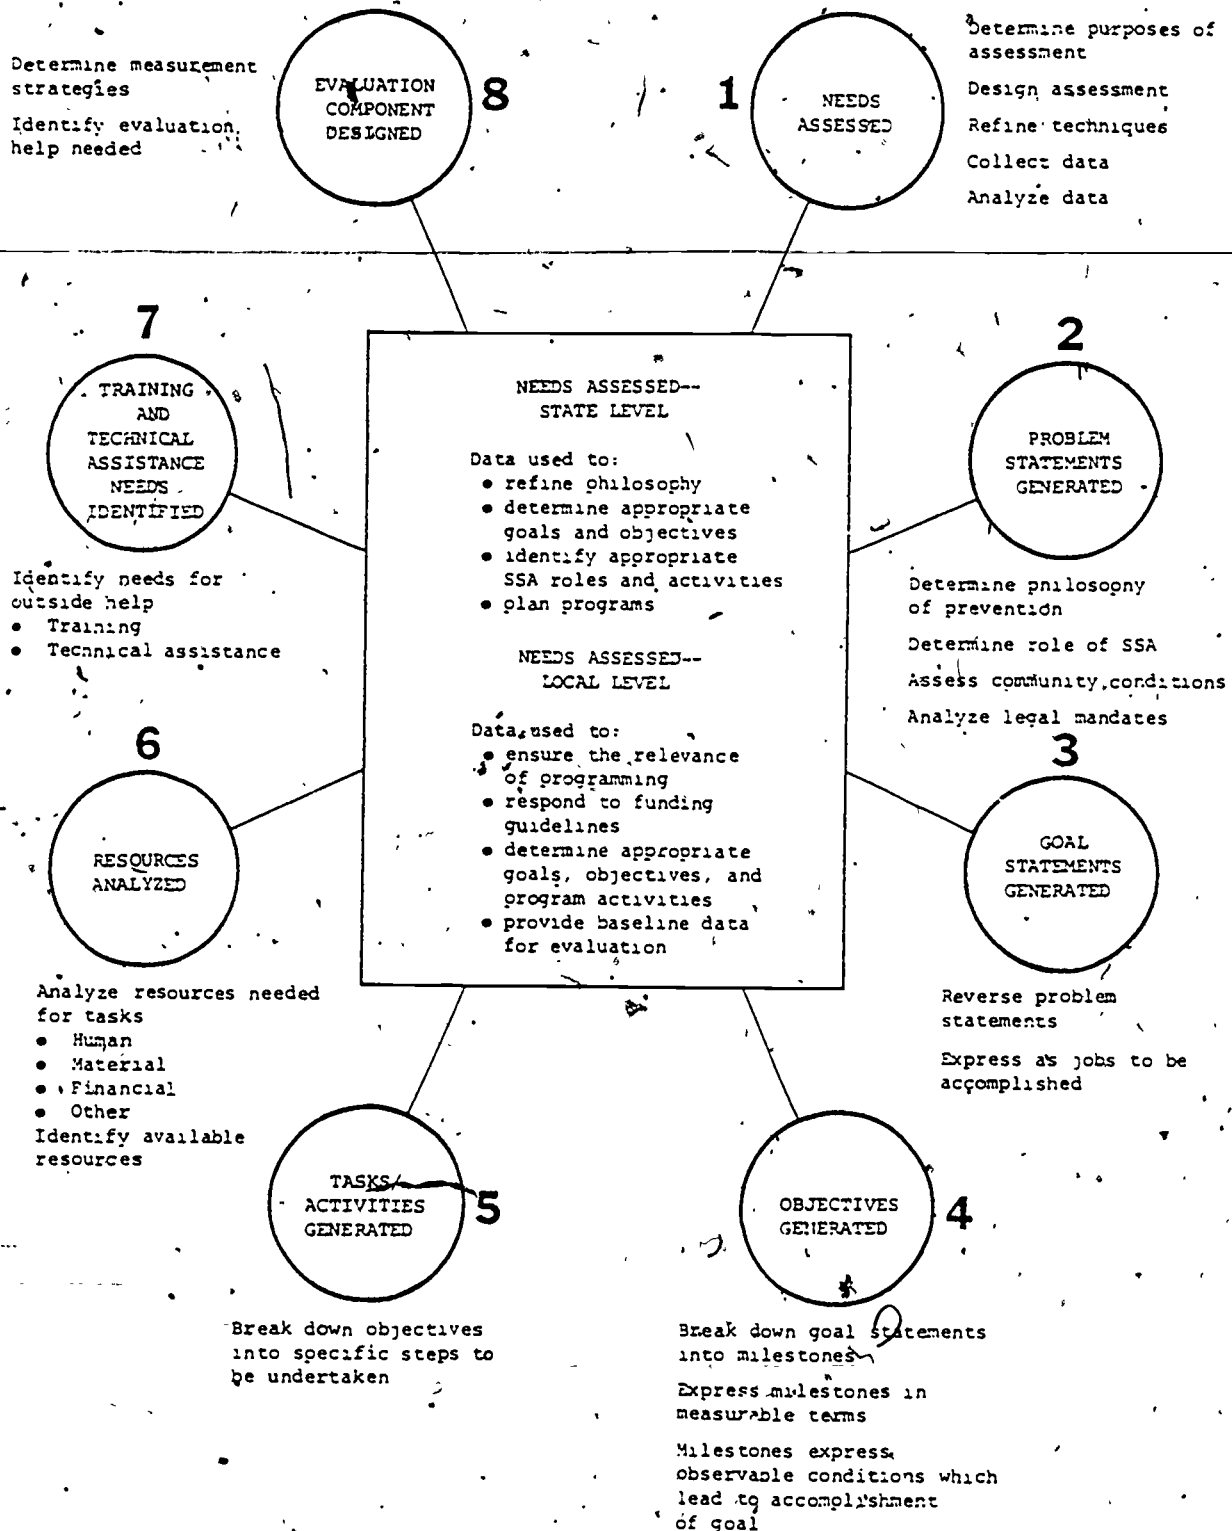 EVALUATION
COMPONENT
DESIGNED
8
Determine measurement
strategies
Identify evaluation
help needed
1
NEEDS
ASSESSED
Determine purposes of
assessment
Design assessment
Refine techniques
Collect data
Analyze data
7
TRAINING
AND
TECHNICAL
ASSISTANCE
NEEDS
IDENTIFIED
Identify needs for
outside help
• Training
• Technical assistance
NEEDS ASSESSED--
STATE LEVEL
Data used to:
• refine philosophy
• determine appropriate
goals and objectives
• identify appropriate
SSA roles and activities
• plan programs
NEEDS ASSESSED--
LOCAL LEVEL
Data used to:
• ensure the relevance
of programming
• respond to funding
guidelines
• determine appropriate
goals, objectives, and
program activities
• provide baseline data
for evaluation
2
PROBLEM
STATEMENTS
GENERATED
Determine philosophy
of prevention
Determine role of SSA
Assess community conditions
Analyze legal mandates
3
GOAL
STATEMENTS
GENERATED
Reverse problem
statements
Express as jobs to be
accomplished
6
RESOURCES
ANALYZED
Analyze resources needed
for tasks
• Human
• Material
• Financial
• Other
Identify available
resources
TASKS/
ACTIVITIES
GENERATED
5
Break down objectives
into specific steps to
be undertaken
OBJECTIVES
GENERATED
4
Break down goal statements
into milestones
Express milestones in
measurable terms
Milestones express
observable conditions which
lead to accomplishment
of goal